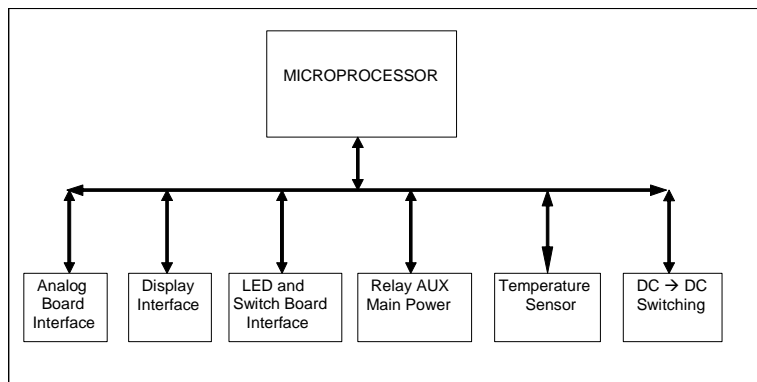 MICROPROCESSOR
Analog
Board
Interface
Display
Interface
LED and
Switch Board
Interface
Relay AUX
Main Power
Temperature
Sensor
DC → DC
Switching